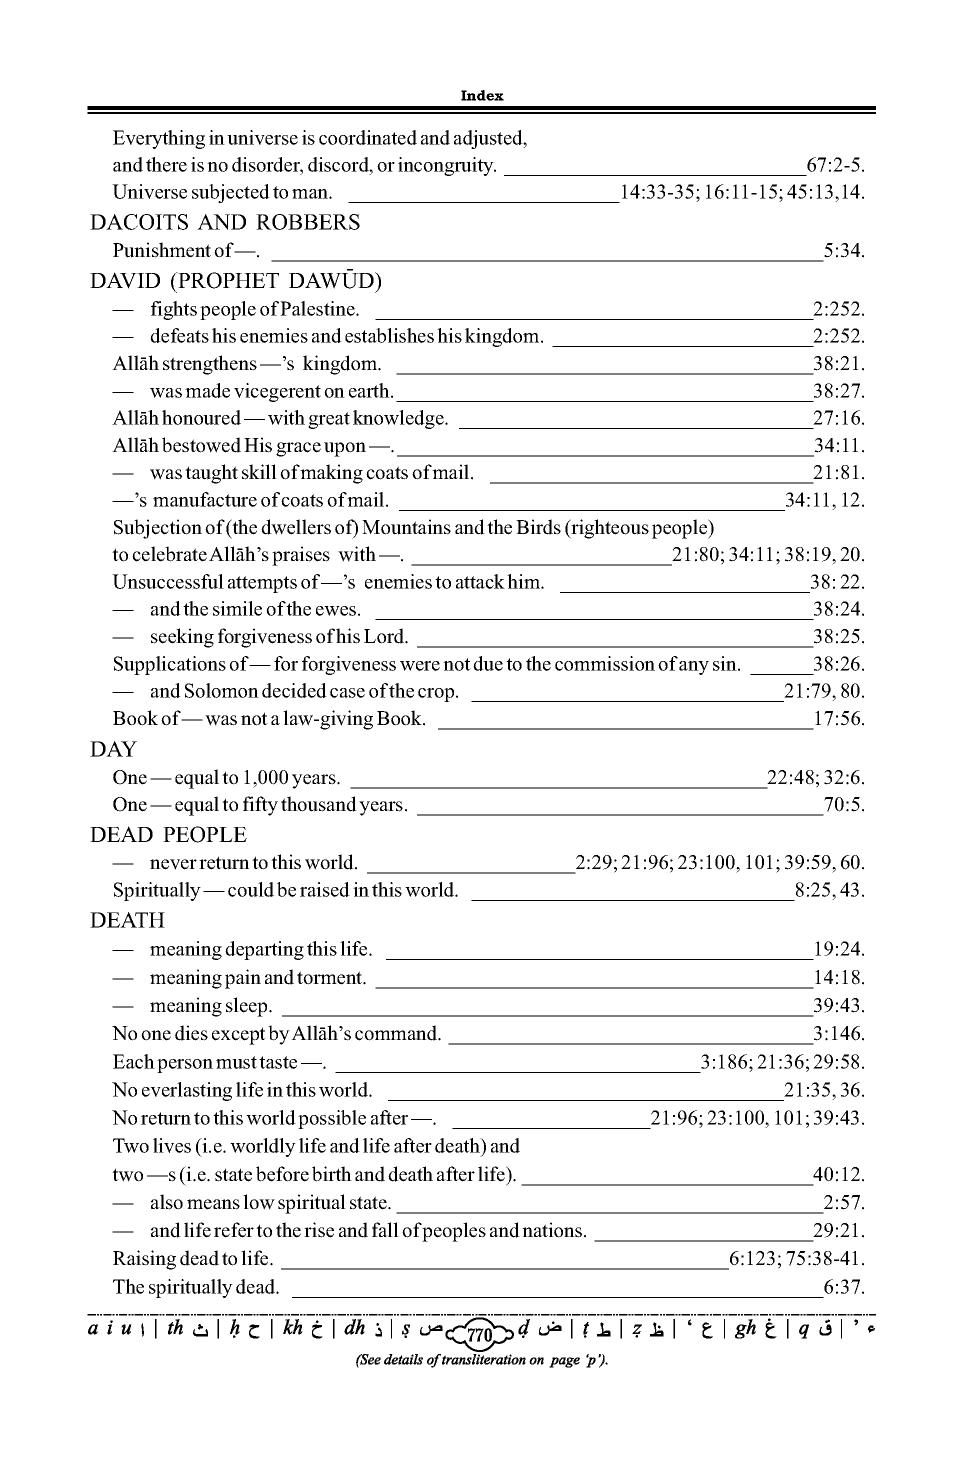 Index
Everything in universe is coordinated and adjusted,
and there is no disorder, discord, or incongruity. 67:2-5.
Universe subjected to man. 14:33-35; 16:11-15; 45:13,14.
DACOITS AND ROBBERS
Punishment of —. 5:34.
DAVID (PROPHET DAWŪD)
— fights people of Palestine. 2:252.
— defeats his enemies and establishes his kingdom. 2:252.
Allāh strengthens —’s kingdom. 38:21.
— was made vicegerent on earth. 38:27.
Allāh honoured — with great knowledge. 27:16.
Allāh bestowed His grace upon —. 34:11.
— was taught skill of making coats of mail. 21:81.
—’s manufacture of coats of mail. 34:11, 12.
Subjection of (the dwellers of) Mountains and the Birds (righteous people)
to celebrate Allāh’s praises with —. 21:80; 34:11; 38:19, 20.
Unsuccessful attempts of —’s enemies to attack him. 38: 22.
— and the simile of the ewes. 38:24.
— seeking forgiveness of his Lord. 38:25.
Supplications of — for forgiveness were not due to the commission of any sin. 38:26.
— and Solomon decided case of the crop. 21:79, 80.
Book of — was not a law-giving Book. 17:56.
DAY
One — equal to 1,000 years. 22:48; 32:6.
One — equal to fifty thousand years. 70:5.
DEAD PEOPLE
— never return to this world. 2:29; 21:96; 23:100, 101; 39:59, 60.
Spiritually — could be raised in this world. 8:25, 43.
DEATH
— meaning departing this life. 19:24.
— meaning pain and torment. 14:18.
— meaning sleep. 39:43.
No one dies except by Allāh’s command. 3:146.
Each person must taste —. 3:186; 21:36; 29:58.
No everlasting life in this world. 21:35, 36.
No return to this world possible after —. 21:96; 23:100, 101; 39:43.
Two lives (i.e. worldly life and life after death) and
two —s (i.e. state before birth and death after life). 40:12.
— also means low spiritual state. 2:57.
— and life refer to the rise and fall of peoples and nations. 29:21.
Raising dead to life. 6:123; 75:38-41.
The spiritually dead. 6:37.
a i u ا | th ث | ḥ ح | kh خ | dh ذ | ṣ ص 770 ḍ ض | ṭ ط | ẓ ظ | ‘ ع | gh غ | q ق | ’ ء
(See details of transliteration on page ‘p’).